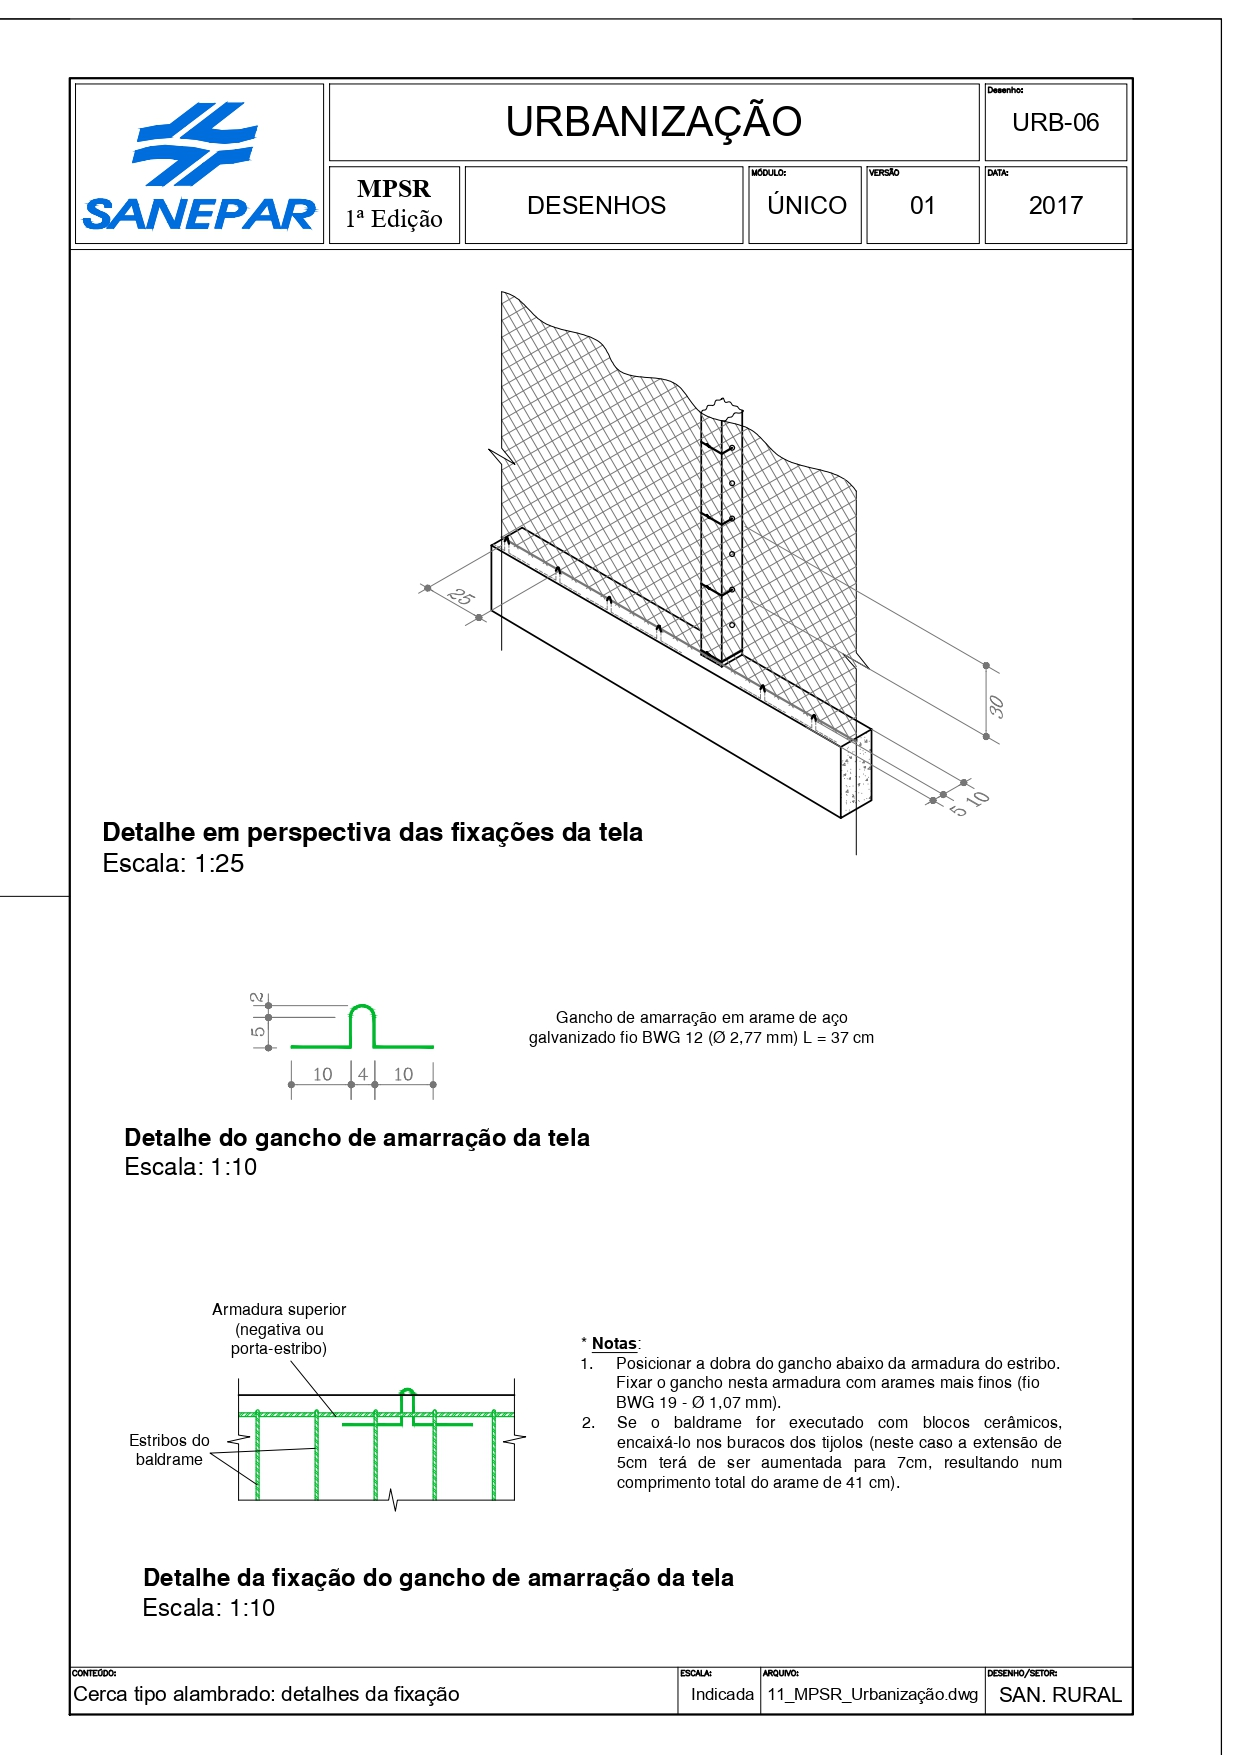 SANEPAR
URBANIZAÇÃO
Desenho:
URB-06
MPSR
1ª Edição
DESENHOS
MÓDULO:
ÚNICO
VERSÃO
01
DATA:
2017
25
30
5
10
Detalhe em perspectiva das fixações da tela
Escala: 1:25
2
5
10
4
10
Gancho de amarração em arame de aço
galvanizado fio BWG 12 (Ø 2,77 mm) L = 37 cm
Detalhe do gancho de amarração da tela
Escala: 1:10
Armadura superior
(negativa ou
porta-estribo)
Estribos do
baldrame
* Notas:
1. Posicionar a dobra do gancho abaixo da armadura do estribo.
Fixar o gancho nesta armadura com arames mais finos (fio
BWG 19 - Ø 1,07 mm).
2. Se o baldrame for executado com blocos cerâmicos,
encaixá-lo nos buracos dos tijolos (neste caso a extensão de
5cm terá de ser aumentada para 7cm, resultando num
comprimento total do arame de 41 cm).
Detalhe da fixação do gancho de amarração da tela
Escala: 1:10
CONTEÚDO:
Cerca tipo alambrado: detalhes da fixação
ESCALA:
Indicada
ARQUIVO:
11_MPSR_Urbanização.dwg
DESENHO/SETOR:
SAN. RURAL